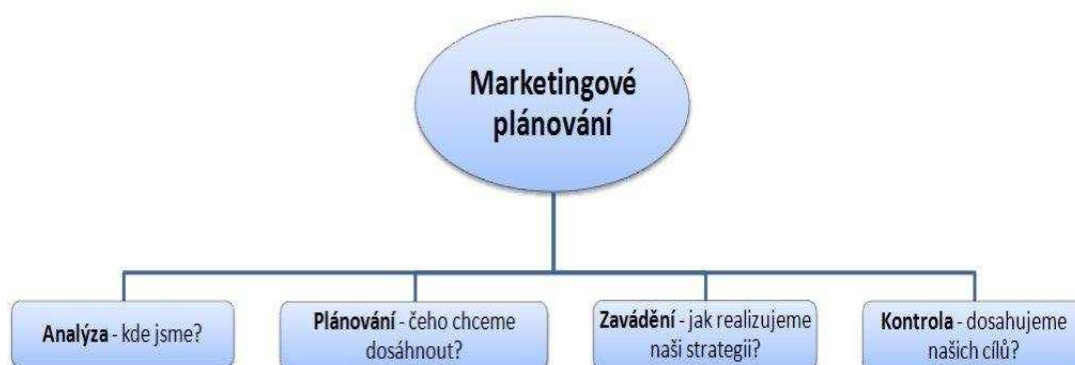 Marketingové
plánování
Analýza - kde jsme?
Plánování - čeho chceme
dosáhnout?
Zavádění - jak realizujeme
naši strategii?
Kontrola - dosahujeme
našich cílů?